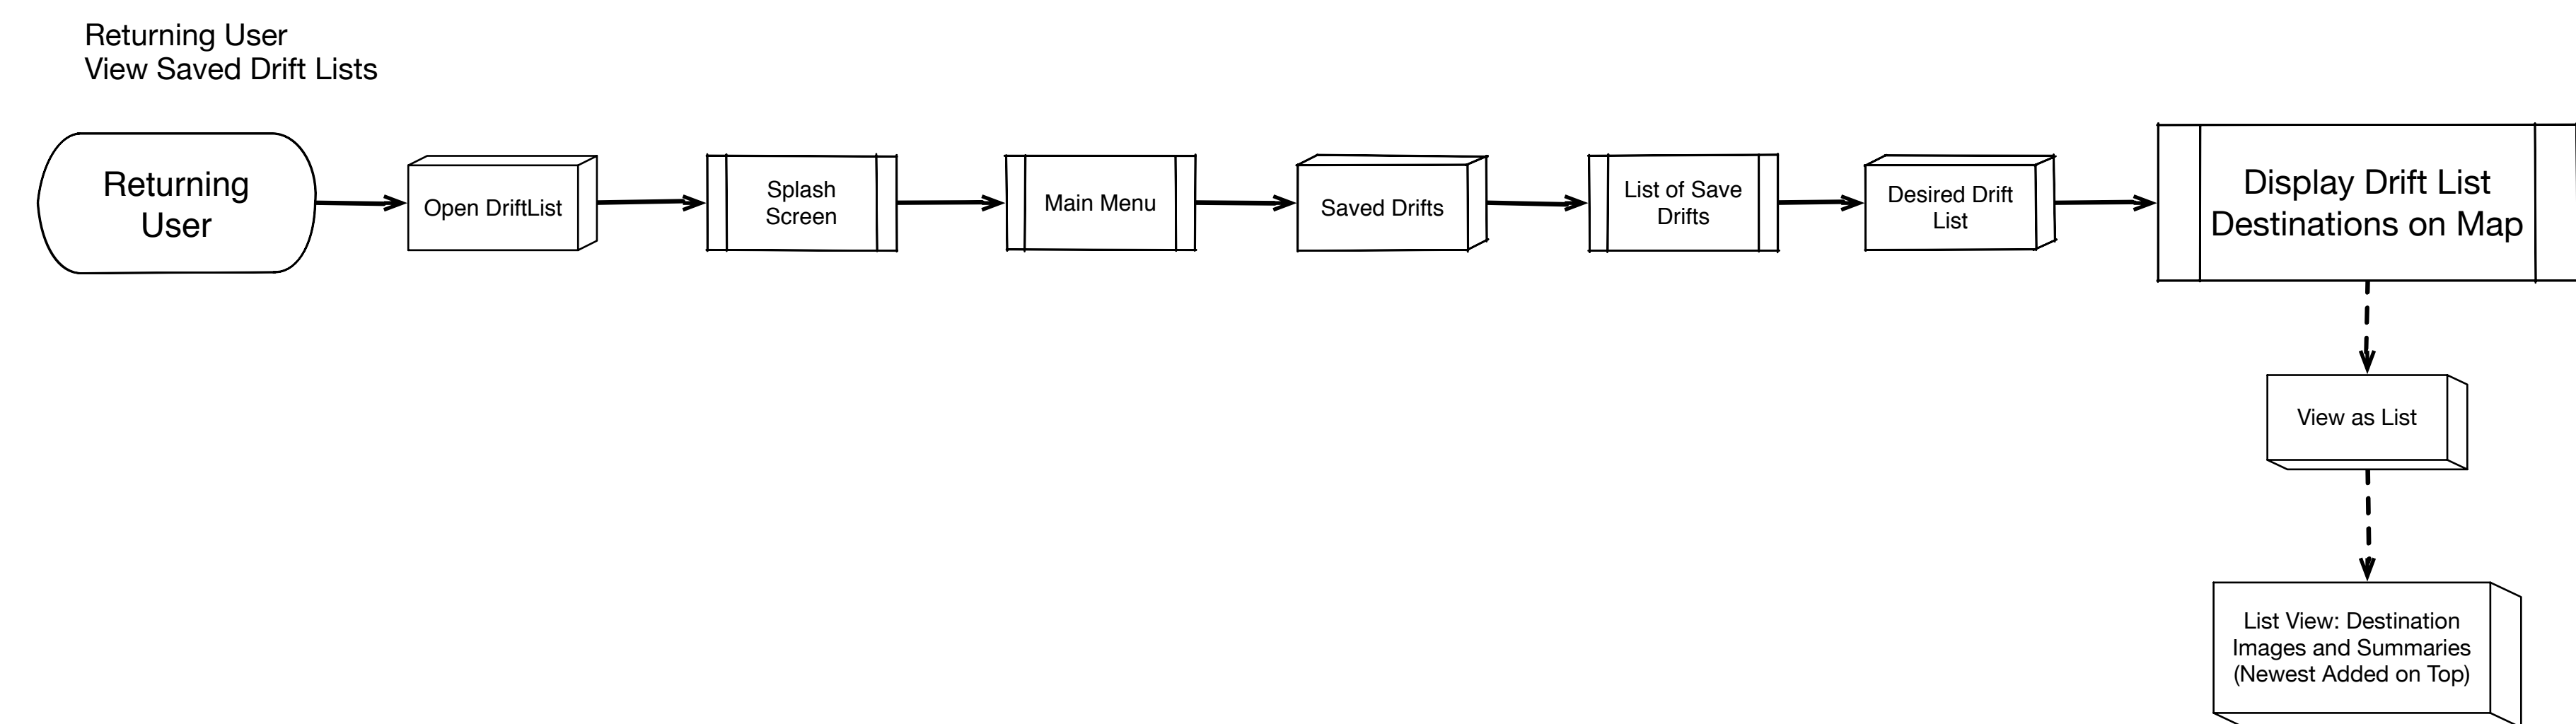 Returning User
View Saved Drift Lists
Returning
User
Open DriftList
Splash
Screen
Main Menu
Saved Drifts
List of Save
Drifts
Desired Drift
List
Display Drift List
Destinations on Map
View as List
List View: Destination
Images and Summaries
(Newest Added on Top)